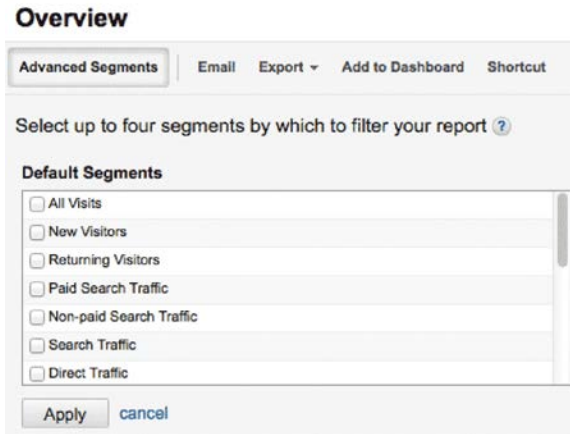 Overview
Advanced Segments Email Export Add to Dashboard Shortcut
Select up to four segments by which to filter your report ?
Default Segments
All Visits
New Visitors
Returning Visitors
Paid Search Traffic
Non-paid Search Traffic
Search Traffic
Direct Traffic
Apply cancel